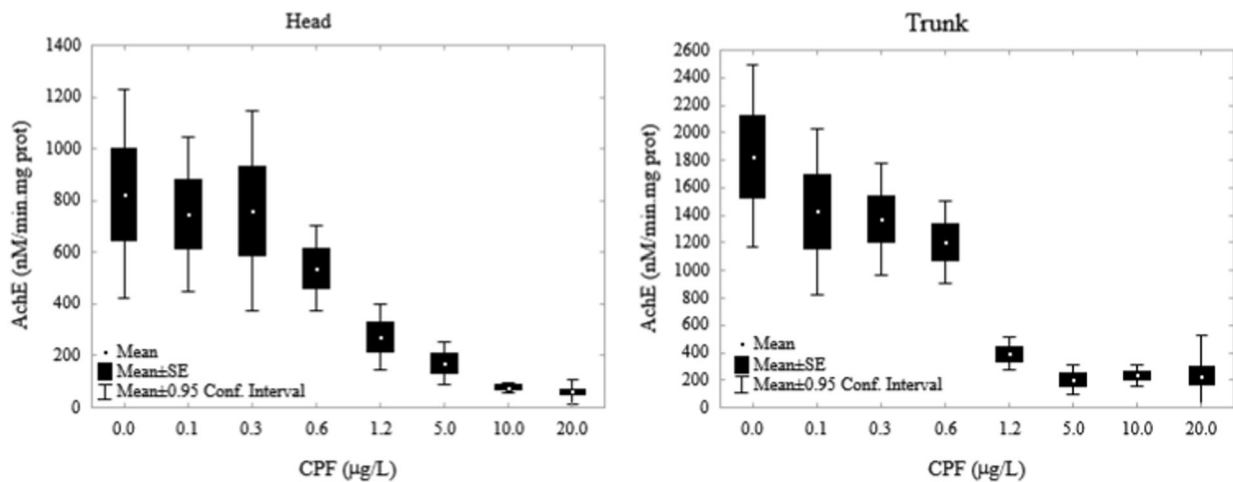 Head
1400
1200
1000
800
600
400
200
0
AchE (nM/min.mg prot)
Mean
Mean±SE
Mean±0.95 Conf. Interval
0.0 0.1 0.3 0.6 1.2 5.0 10.0 20.0
CPF (µg/L)
Trunk
2600
2400
2200
2000
1800
1600
1400
1200
1000
800
600
400
200
0
AchE (nM/min.mg prot)
Mean
Mean±SE
Mean±0.95 Conf. Interval
0.0 0.1 0.3 0.6 1.2 5.0 10.0 20.0
CPF (µg/L)